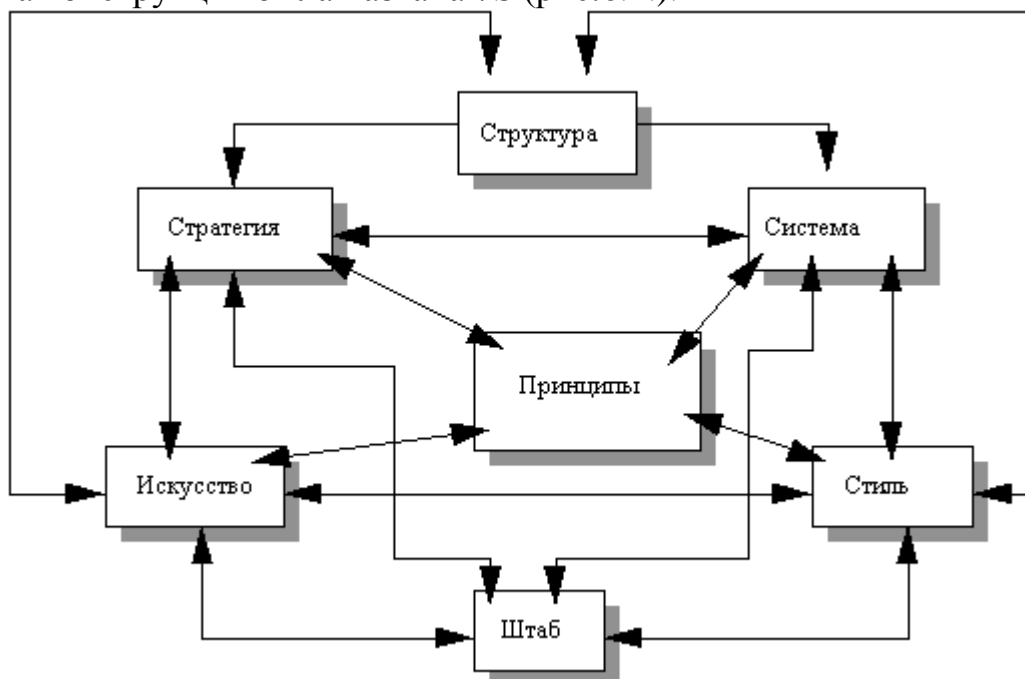 Структура
Стратегия
Система
Принципы
Искусство
Стиль
Штаб